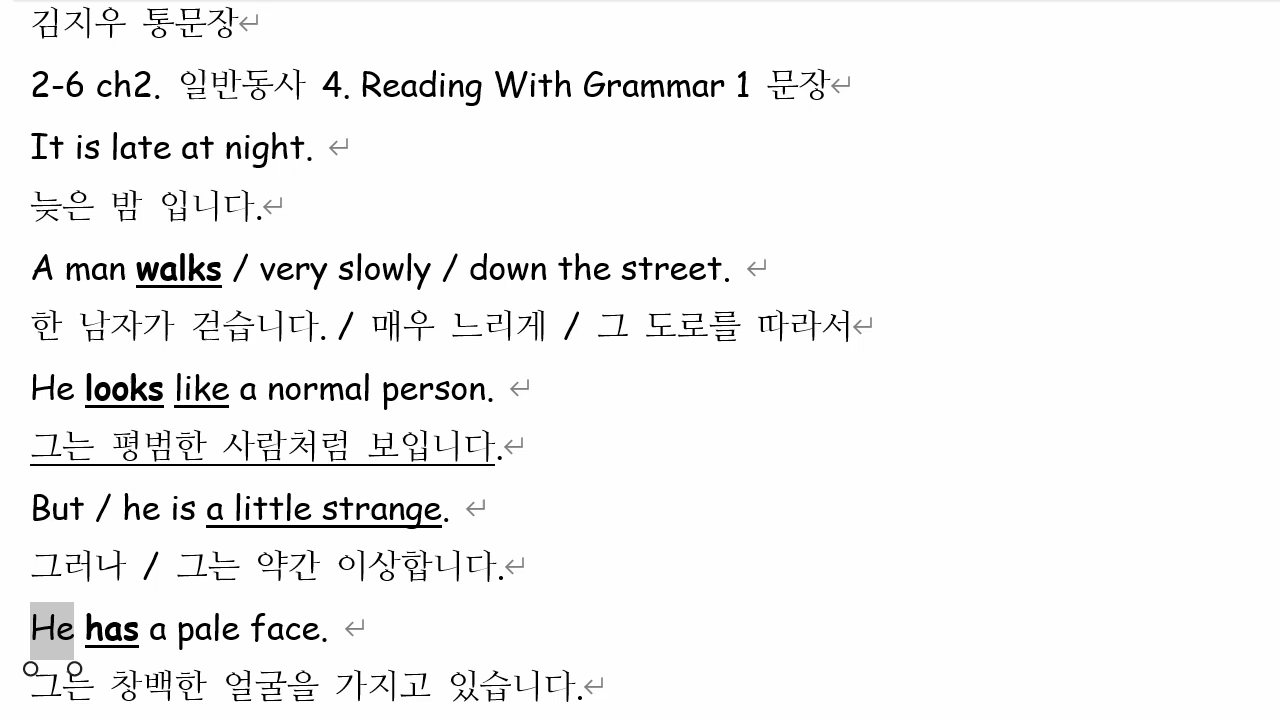 김지우 통문장
2-6 ch2. 일반동사 4. Reading With Grammar 1 문장
It is late at night.
늦은 밤 입니다.
A man walks / very slowly / down the street.
한 남자가 걷습니다. / 매우 느리게 / 그 도로를 따라서
He looks like a normal person.
그는 평범한 사람처럼 보입니다.
But / he is a little strange.
그러나 / 그는 약간 이상합니다.
He has a pale face.
그는 창백한 얼굴을 가지고 있습니다.